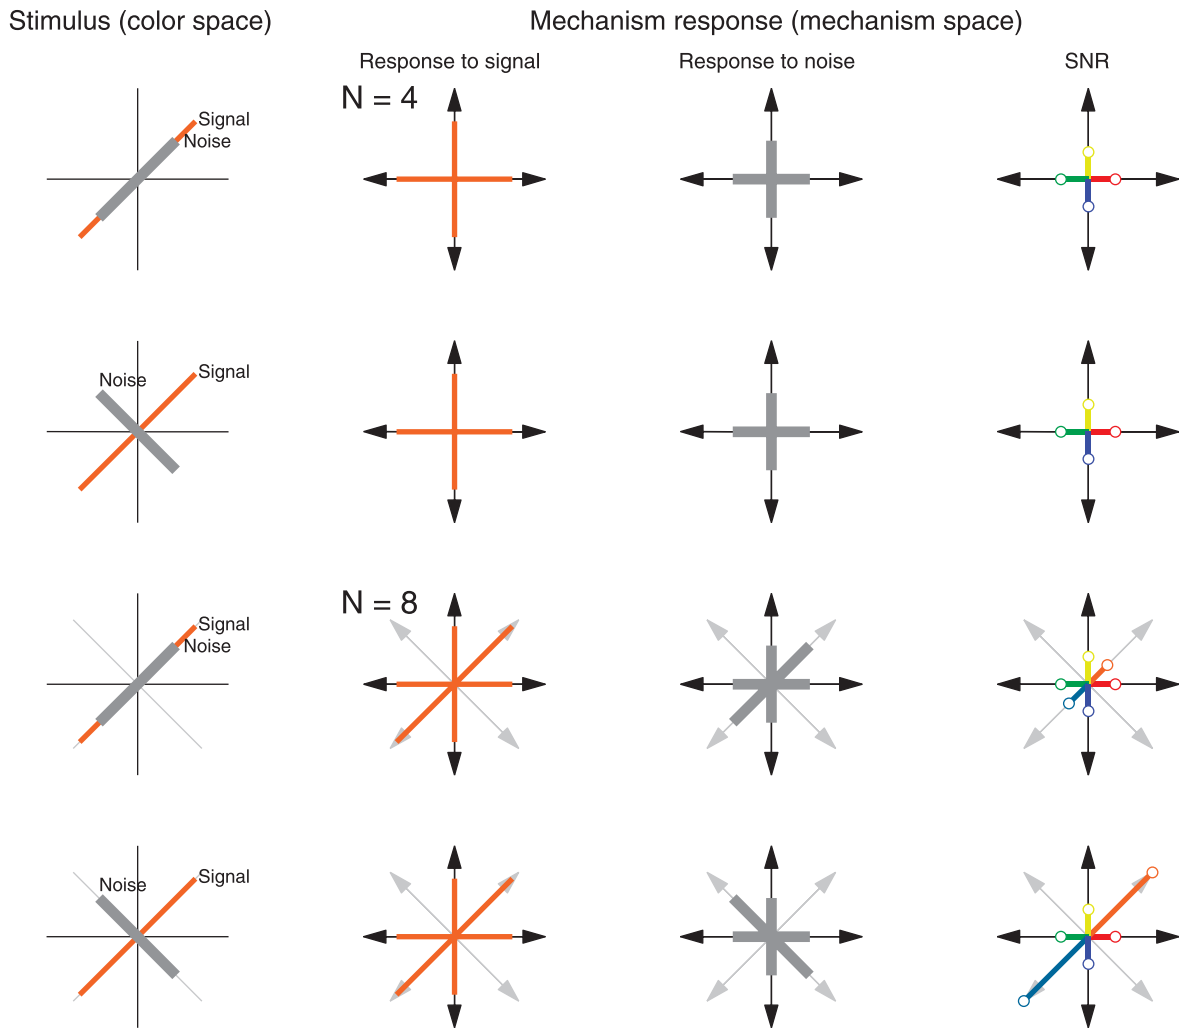 Stimulus (color space)
Mechanism response (mechanism space)
Response to signal
Response to noise
SNR
N = 4
Signal
Noise
Noise
Signal
N = 8
Signal
Noise
Noise
Signal